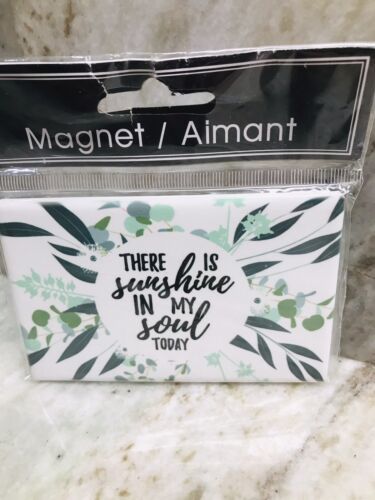 Magnet / Aimant
THERE IS
sunshine
IN MY
soul
TODAY